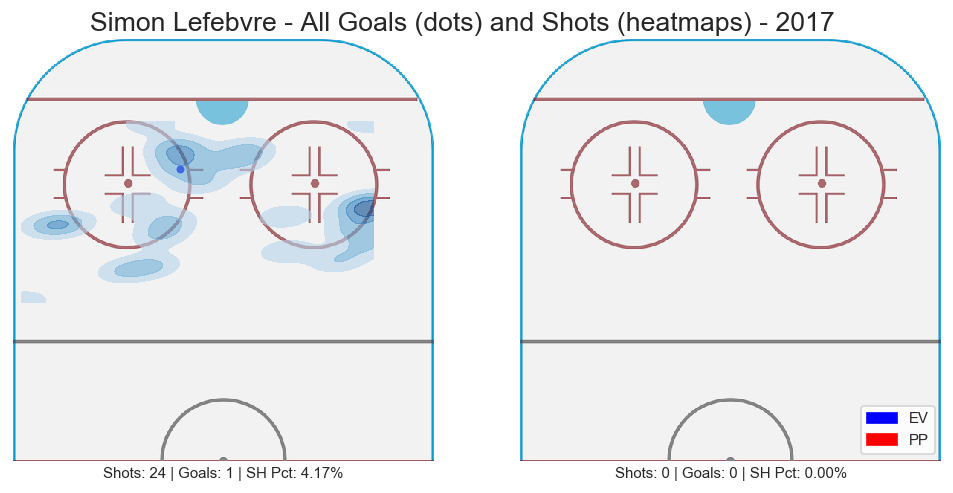 Simon Lefebvre - All Goals (dots) and Shots (heatmaps) - 2017
EV
PP
Shots: 24 | Goals: 1 | SH Pct: 4.17%
Shots: 0 | Goals: 0 | SH Pct: 0.00%